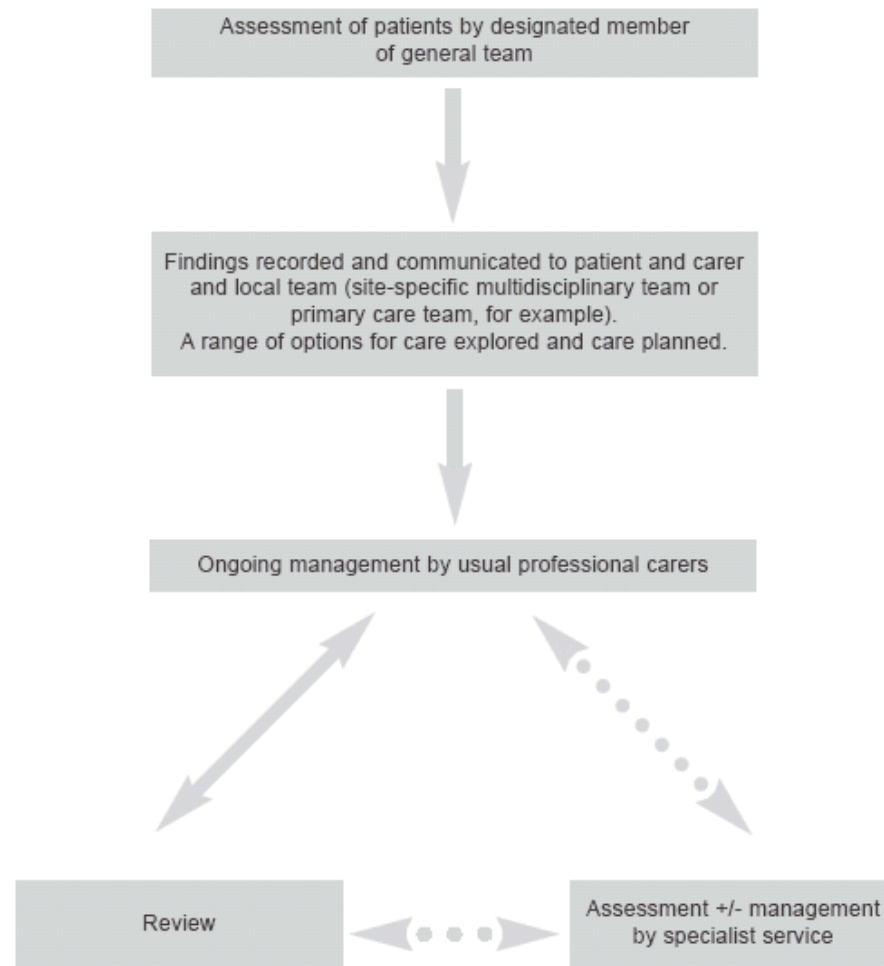 Assessment of patients by designated member
of general team
Findings recorded and communicated to patient and carer
and local team (site-specific multidisciplinary team or
primary care team, for example).
A range of options for care explored and care planned.
Ongoing management by usual professional carers
Review
Assessment +/- management
by specialist service